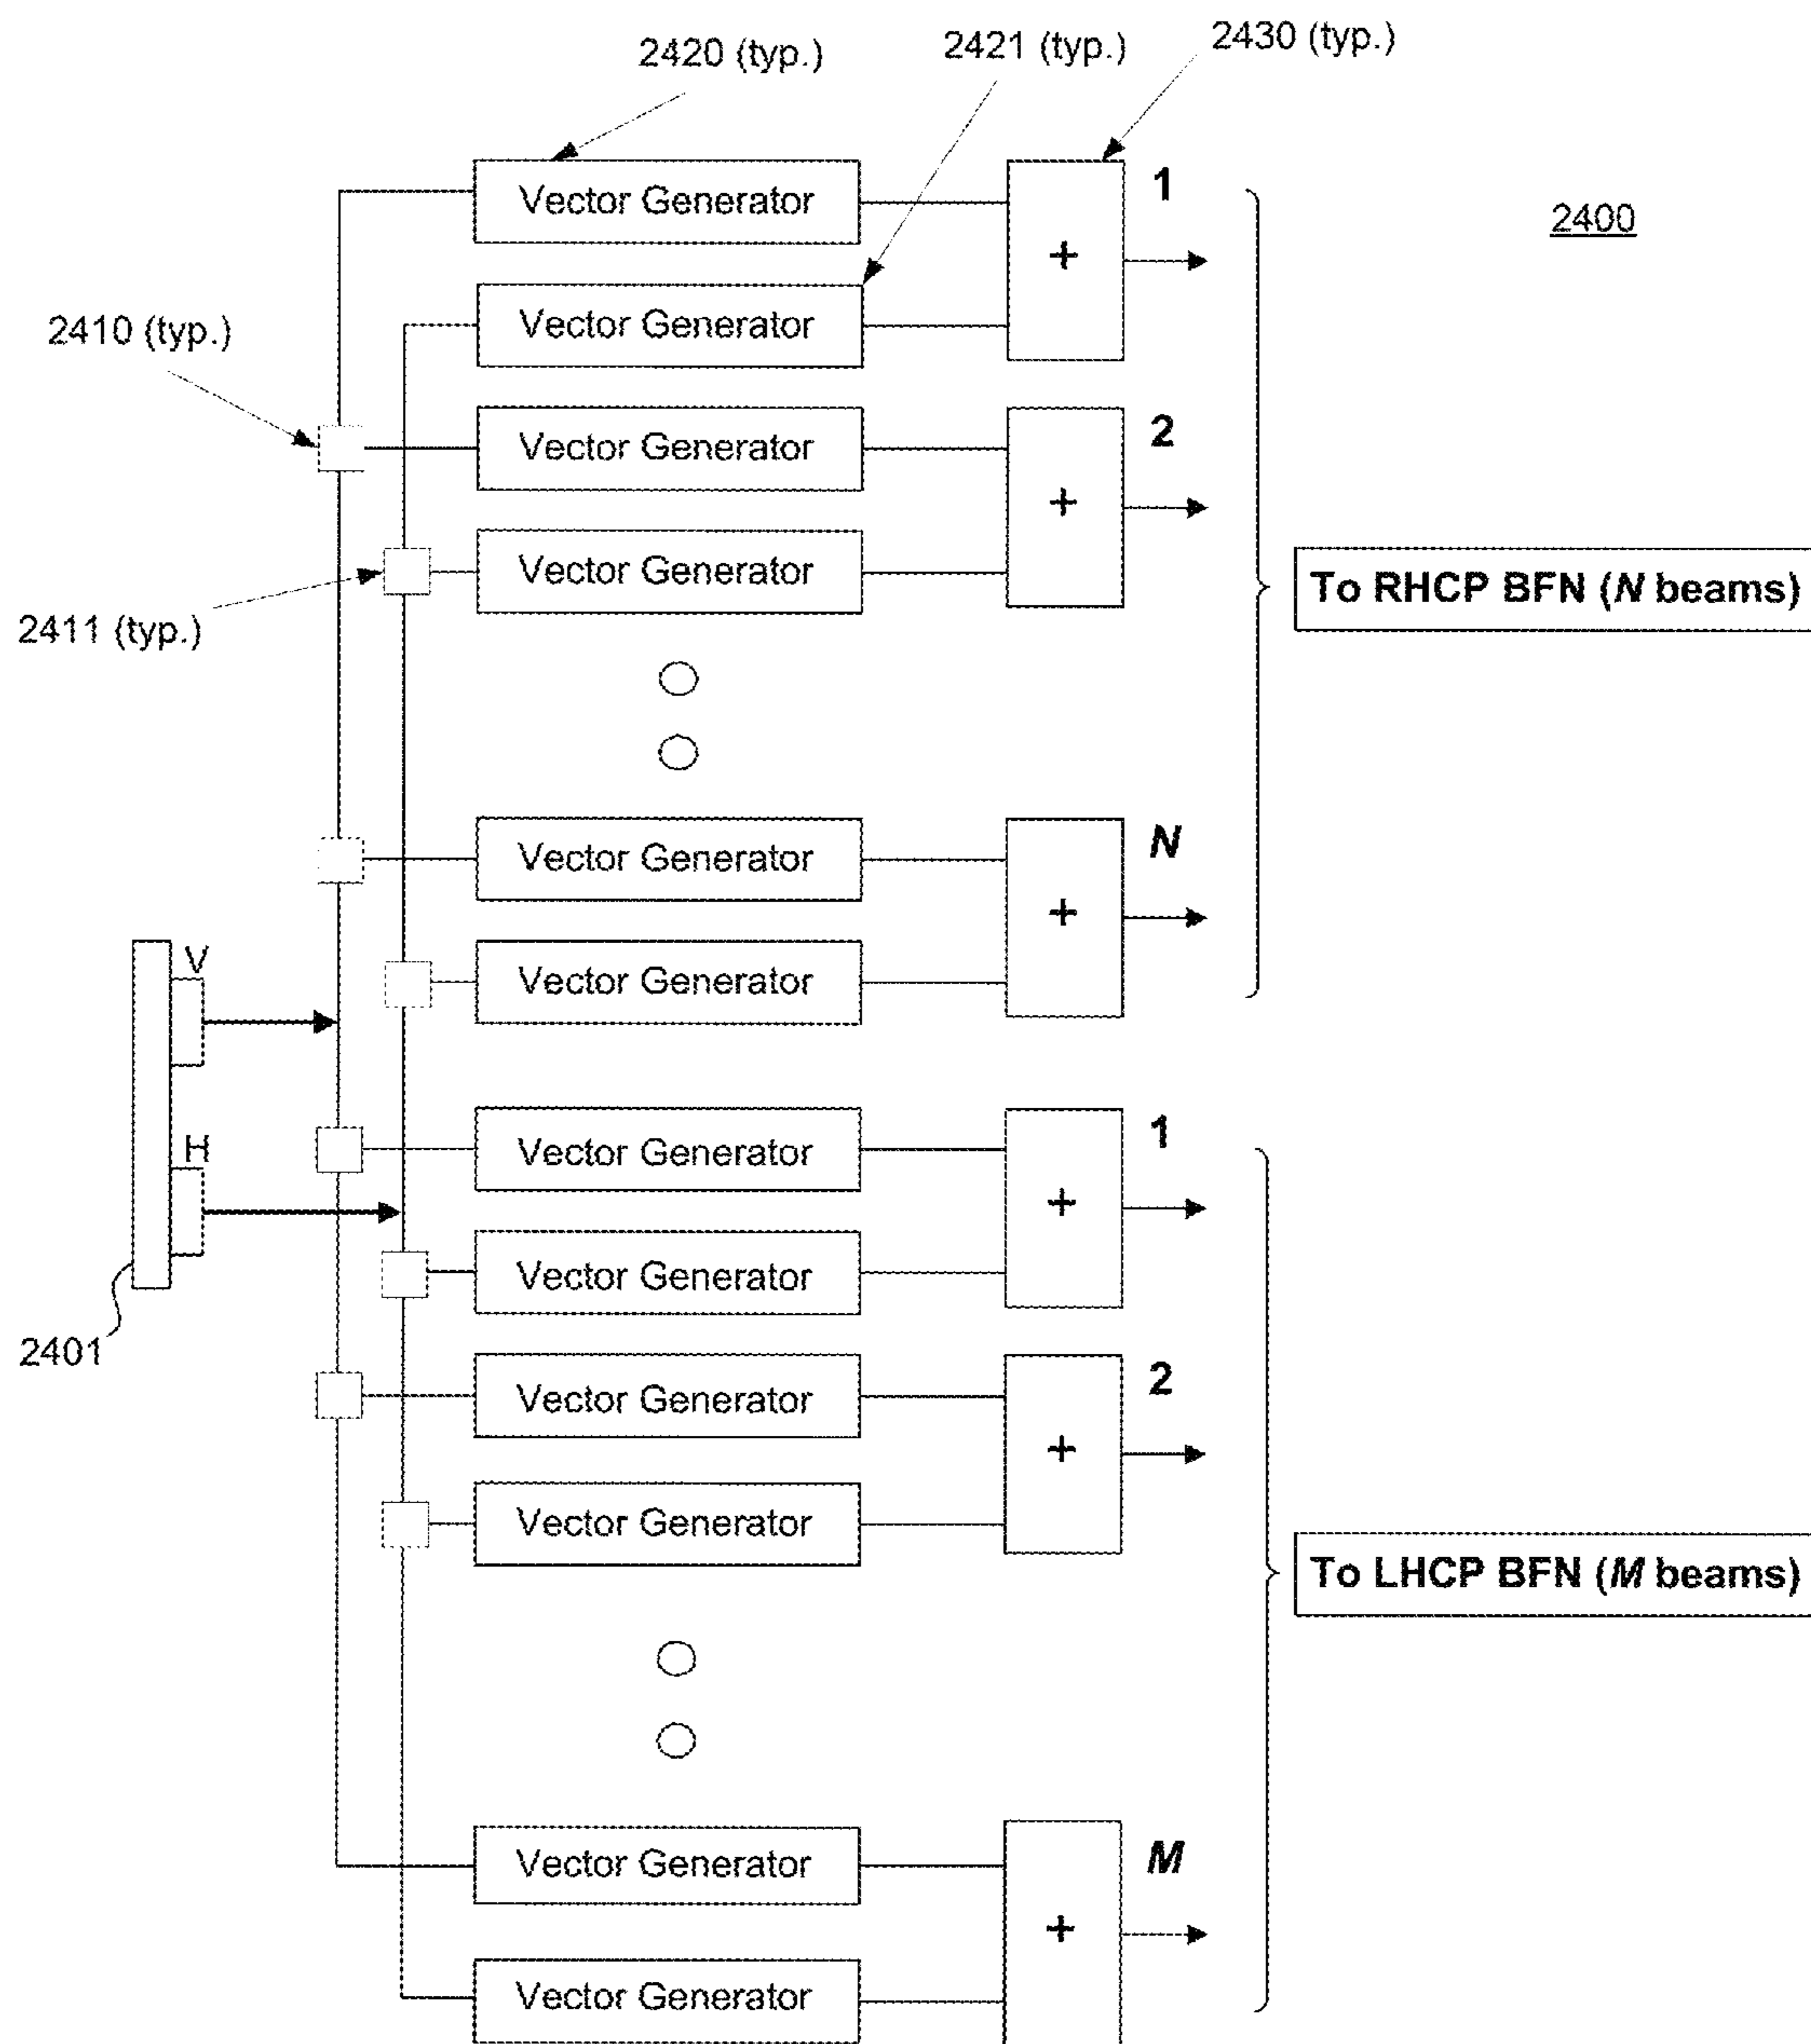 2420 (typ.)
2421 (typ.)
2430 (typ.)
2400
Vector Generator
1
+
Vector Generator
2410 (typ.)
Vector Generator
2
+
Vector Generator
2411 (typ.)
To RHCP BFN (N beams)
Vector Generator
N
+
Vector Generator
V
H
2401
Vector Generator
1
+
Vector Generator
Vector Generator
2
+
Vector Generator
To LHCP BFN (M beams)
Vector Generator
M
+
Vector Generator